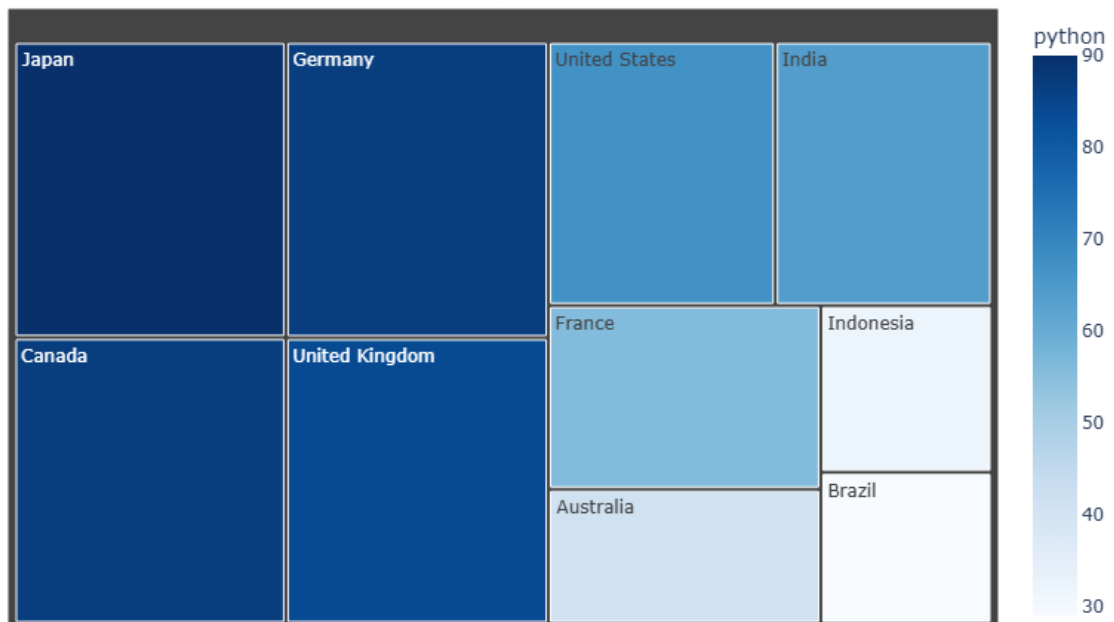 python
Japan
Germany
United States
India
90
80
70
France
Indonesia
60
Canada
United Kingdom
50
Brazil
Australia
40
30